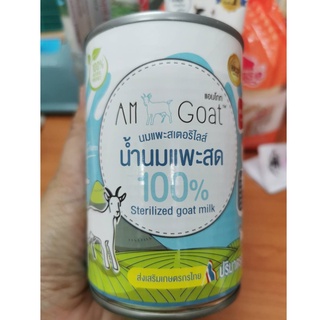 แอมโกท
AM Goat
นมแพะสเตอริไลส์
น้ำนมแพะสด
100%
Sterilized goat milk
ส่งเสริมเกษตรกรไทย